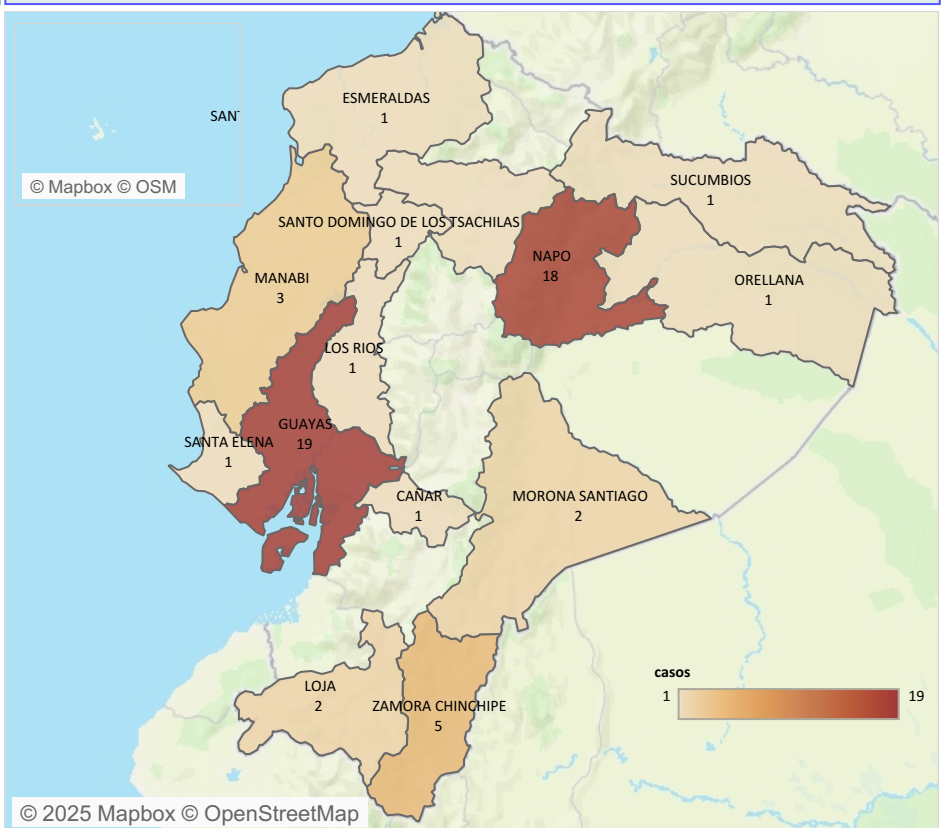 ESMERALDAS
1
SAN
© Mapbox © OSM
SUCUMBIOS
1
SANTO DOMINGO DE LOS TSACHILAS
1
NAPO
18
MANABI
3
ORELLANA
1
LOS RIOS
1
GUAYAS
19
SANTA ELENA
1
CAÑAR
1
MORONA SANTIAGO
2
casos
1
19
LOJA
2
ZAMORA CHINCHIPE
5
© 2025 Mapbox © OpenStreetMap